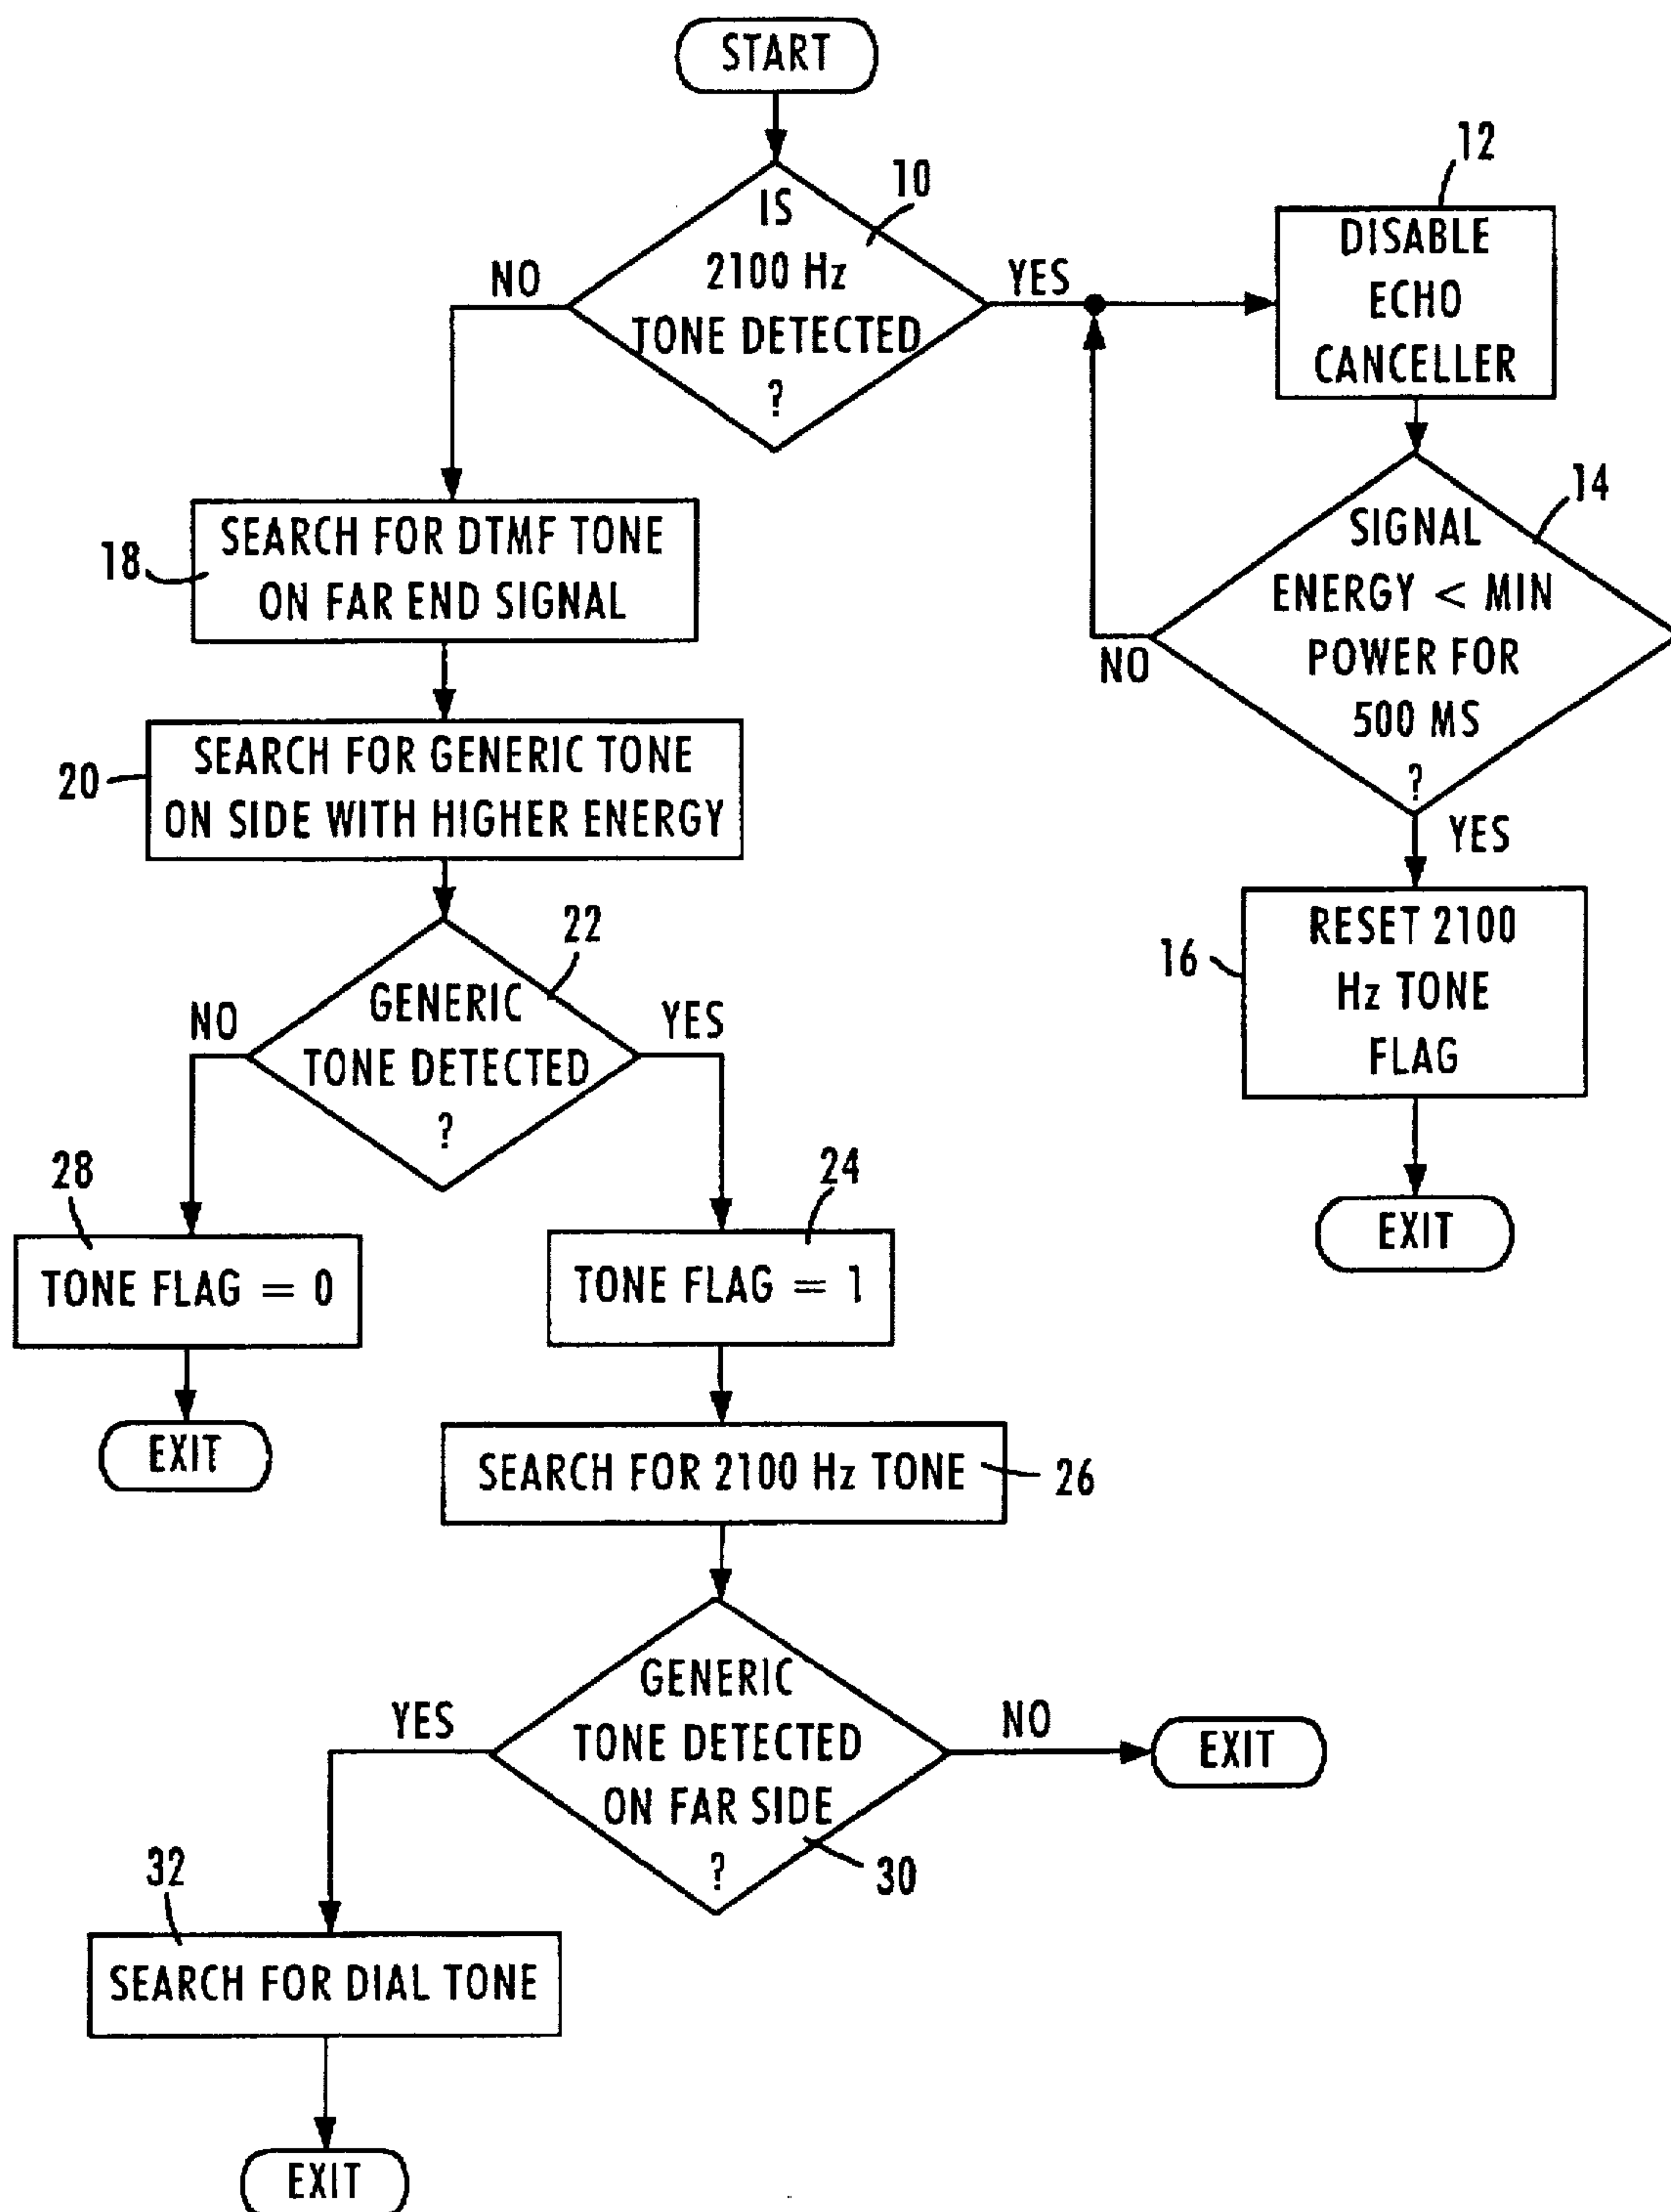 START
10
IS
2100 Hz
TONE DETECTED
?
NO
YES
12
DISABLE
ECHO
CANCELLER
14
SIGNAL
ENERGY < MIN
POWER FOR
500 MS
?
NO
YES
16
RESET 2100
Hz TONE
FLAG
EXIT
18
SEARCH FOR DTMF TONE
ON FAR END SIGNAL
20
SEARCH FOR GENERIC TONE
ON SIDE WITH HIGHER ENERGY
22
GENERIC
TONE DETECTED
?
NO
YES
28
TONE FLAG = 0
EXIT
24
TONE FLAG = 1
SEARCH FOR 2100 Hz TONE
26
GENERIC
TONE DETECTED
ON FAR SIDE
?
30
YES
NO
EXIT
32
SEARCH FOR DIAL TONE
EXIT